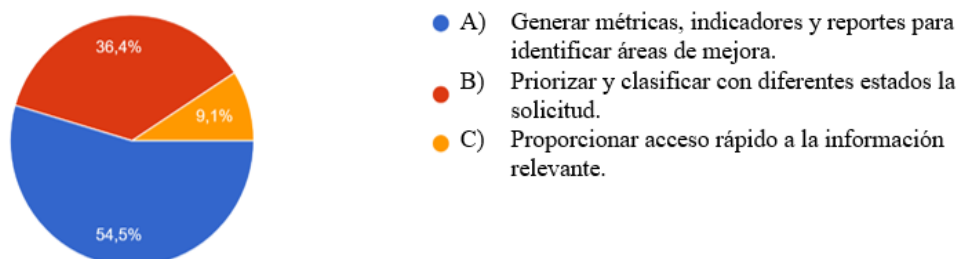 36,4%
9,1%
54,5%
A) Generar métricas, indicadores y reportes para
identificar áreas de mejora.
B) Priorizar y clasificar con diferentes estados la
solicitud.
C) Proporcionar acceso rápido a la información
relevante.